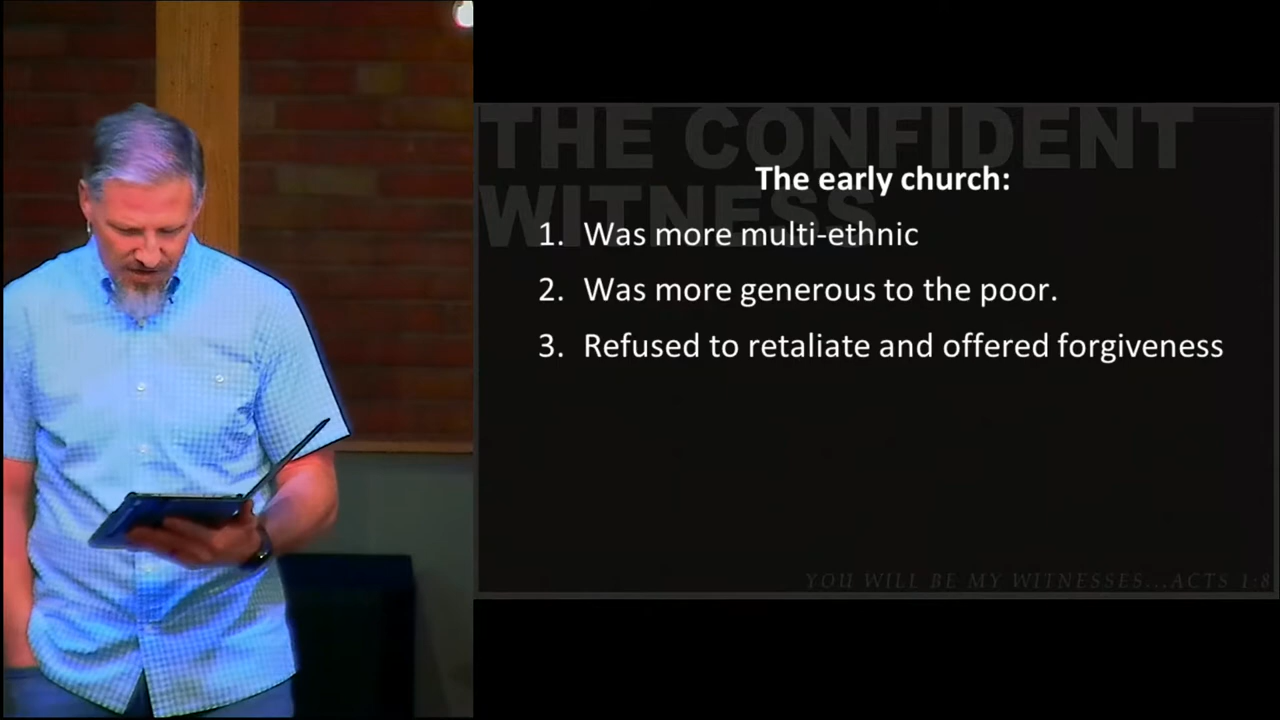 THE CONFIDENT
WITNESS
The early church:
1. Was more multi-ethnic
2. Was more generous to the poor.
3. Refused to retaliate and offered forgiveness
YOU WILL BE MY WITNESSES...ACTS 1:8